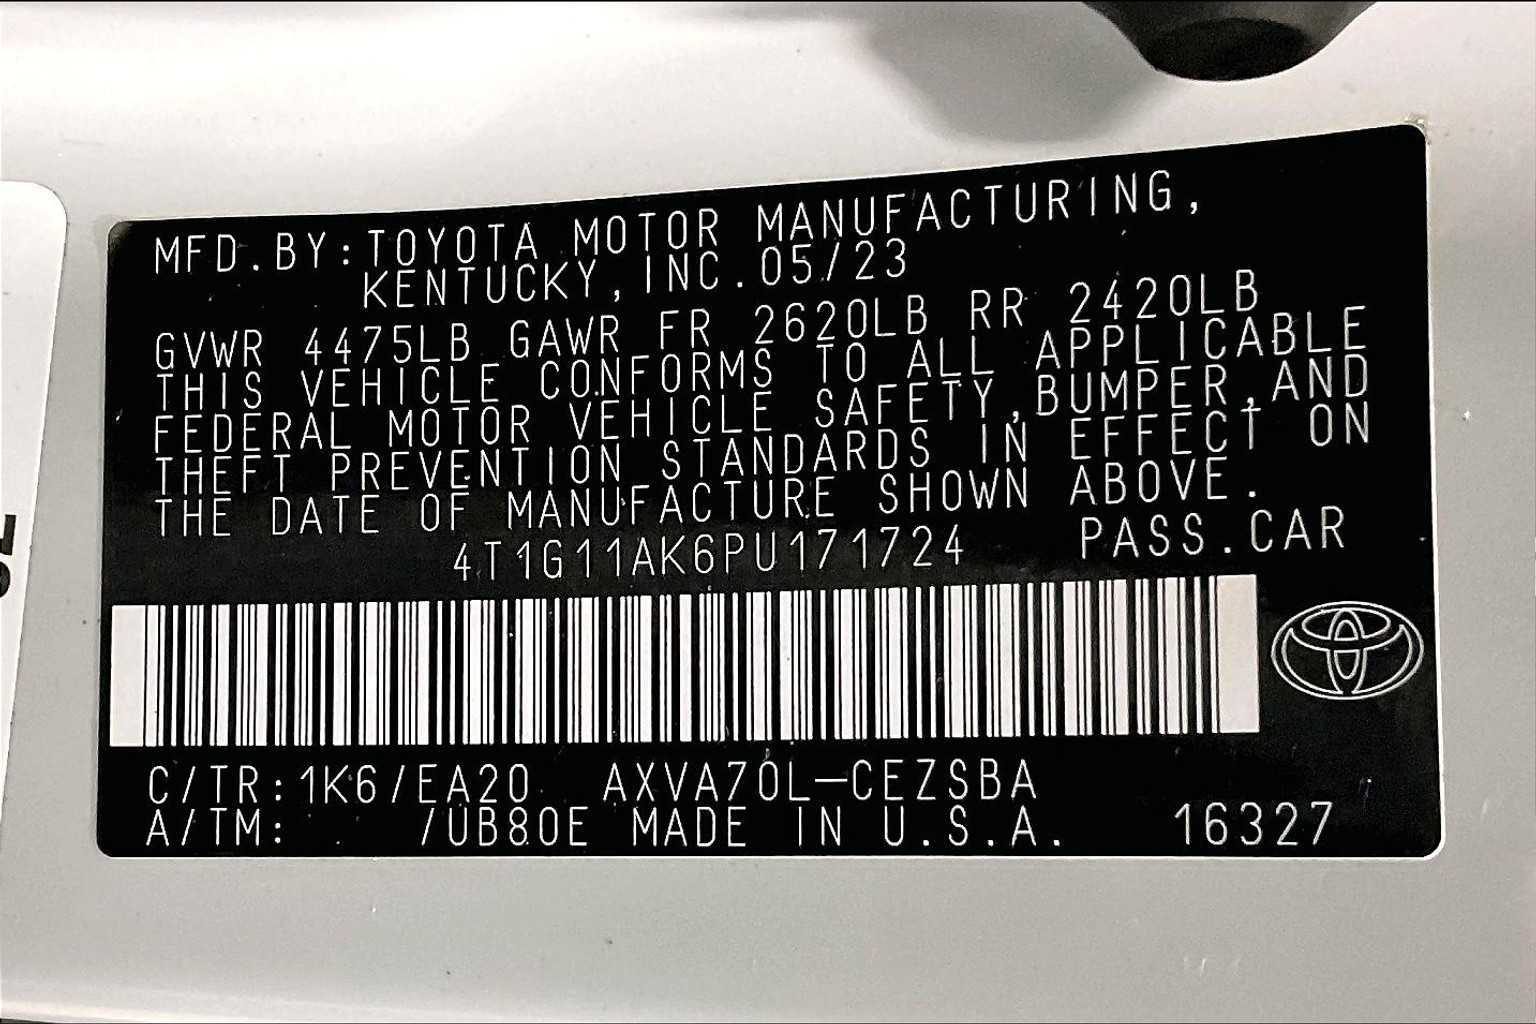 MFD.BY:TOYOTA MOTOR MANUFACTURING,
KENTUCKY,INC.05/23
GVWR 4475LB GAWR FR 2620LB RR 2420LB
THIS VEHICLE CONFORMS TO ALL APPLICABLE
FEDERAL MOTOR VEHICLE SAFETY,BUMPER,AND
THEFT PREVENTION STANDARDS IN EFFECT ON
THE DATE OF MANUFACTURE SHOWN ABOVE.
4T1G11AK6PU171724 PASS.CAR
C/TR:1K6/EA20 AXVA70L-CEZSBA
A/TM: /UB80E MADE IN U.S.A. 16327